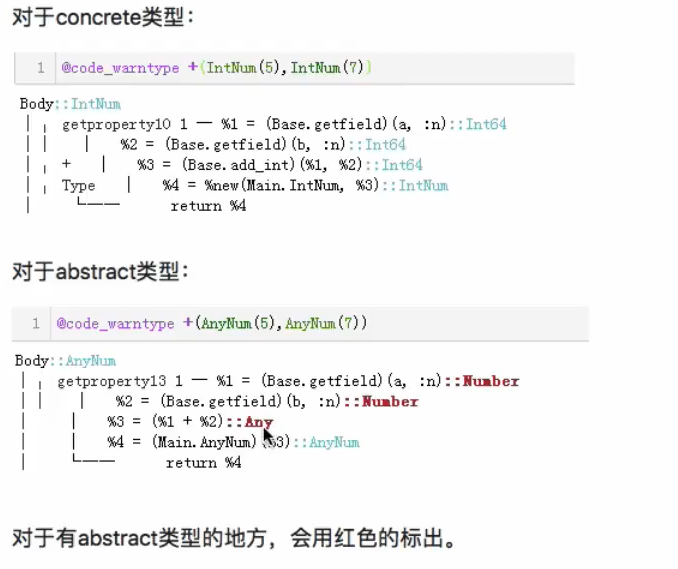 对于concrete类型：
1 @code_warntype +(IntNum(5),IntNum(7))
Body::IntNum
│ ╷ getproperty10 1 ─ %1 = (Base.getfield)(a, :n)::Int64
│ │ │ %2 = (Base.getfield)(b, :n)::Int64
│ ╷ + │ %3 = (Base.add_int)(%1, %2)::Int64
│ ╷ Type │ %4 = %new(Main.IntNum, %3)::IntNum
│ └── return %4
对于abstract类型：
1 @code_warntype +(AnyNum(5),AnyNum(7))
Body::AnyNum
│ ╷ getproperty13 1 ─ %1 = (Base.getfield)(a, :n)::Number
│ │ │ %2 = (Base.getfield)(b, :n)::Number
│ │ %3 = (%1 + %2)::Any
│ │ %4 = (Main.AnyNum)(%3)::AnyNum
│ └── return %4
对于有abstract类型的地方，会用红色的标出。